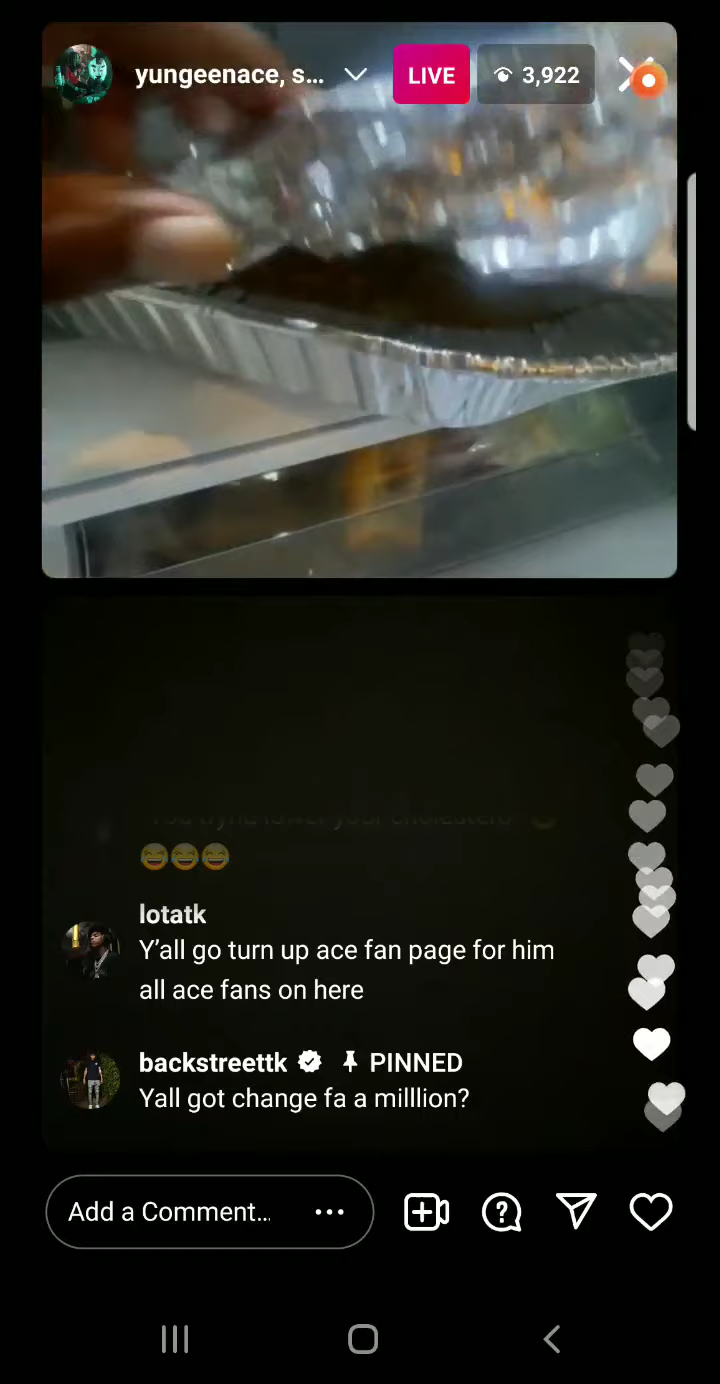 yungeenace, s...
LIVE
3,922
😂😂😂
lotatk
Y'all go turn up ace fan page for him
all ace fans on here
backstreettk PINNED
Yall got change fa a milllion?
Add a Comment...